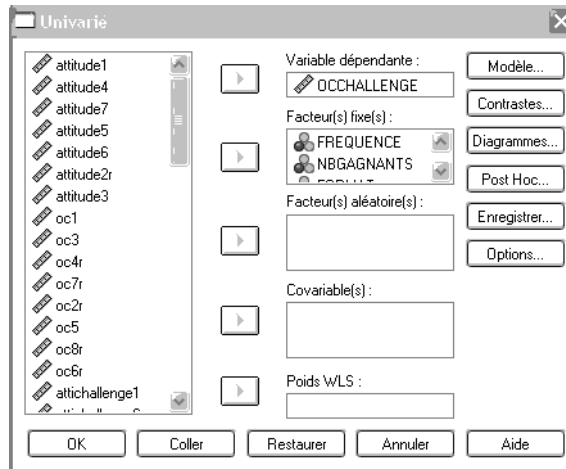 Univarié
attitude1
attitude4
attitude7
attitude5
attitude6
attitude2r
attitude3
oc1
oc3
oc4r
oc7r
oc2r
oc5
oc8r
oc6r
attichallenge1
Variable dépendante :
OCCHALLENGE
Facteur(s) fixe(s) :
FREQUENCE
NBGAGNANTS
Facteur(s) aléatoire(s) :
Covariable(s) :
Poids WLS :
Modèle...
Contrastes...
Diagrammes...
Post Hoc...
Enregistrer...
Options...
OK
Coller
Restaurer
Annuler
Aide